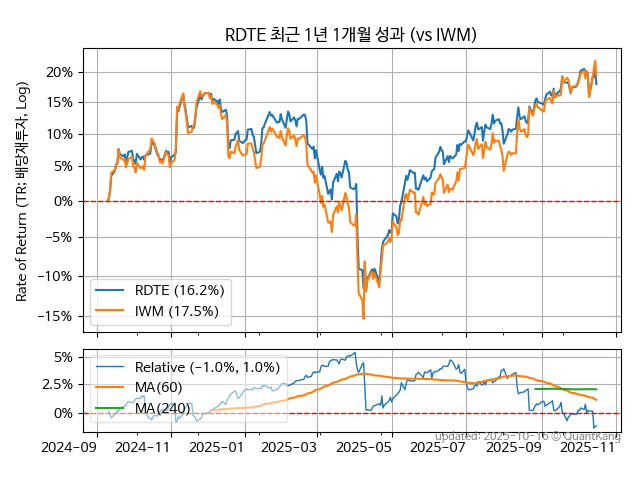 RDTE 최근 1년 1개월 성과 (vs IWM)
Rate of Return (TR: 배당재투자, Log)
20%
15%
10%
5%
0%
−5%
−10%
−15%
RDTE (16.2%)
IWM (17.5%)
5%
2.5%
0%
Relative (−1.0%, 1.0%)
MA(60)
MA(240)
2024-09
2024-11
2025-01
2025-03
2025-05
2025-07
2025-09
2025-11
updated: 2025-10-16 © QuantKang